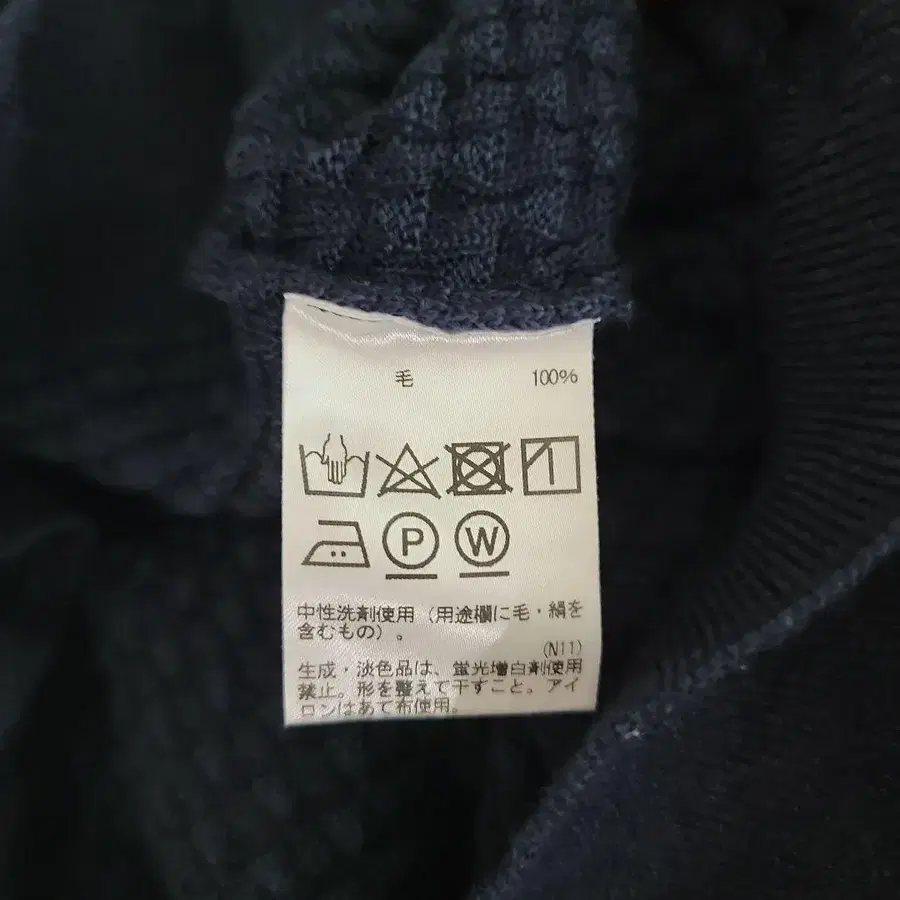 毛 100%
P W
中性洗剤使用（用途欄に毛・絹を
含むもの）。
(N11)
生成・淡色品は、蛍光増白剤使用
禁止。形を整えて干すこと。アイ
ロンはあて布使用。